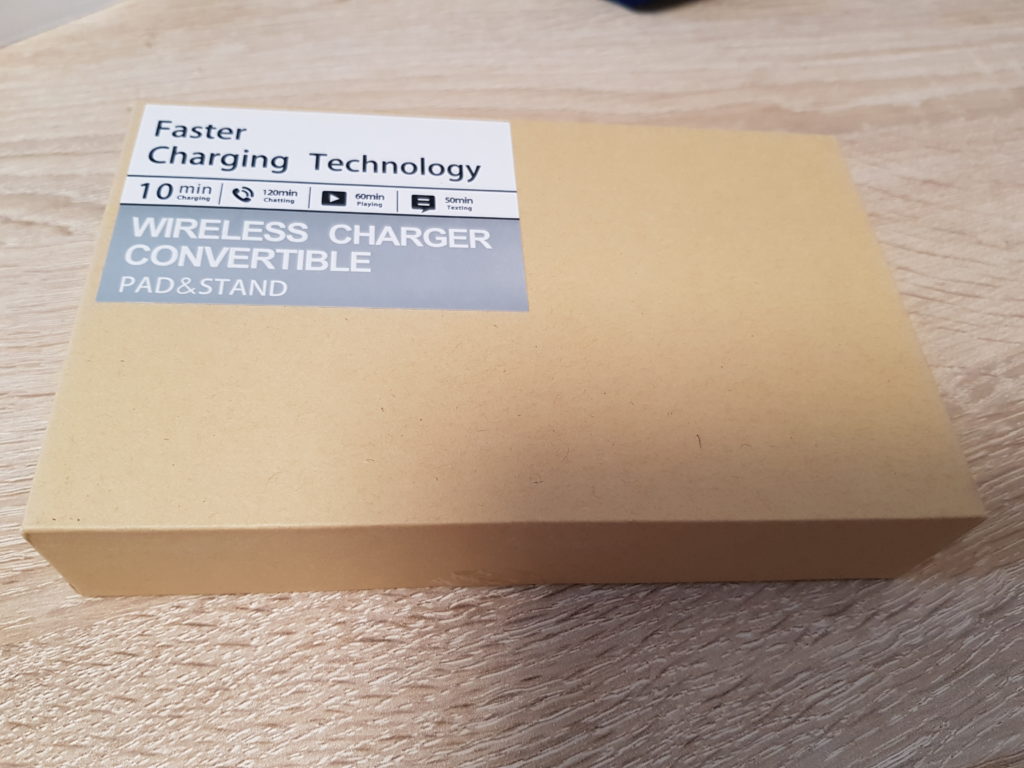 Faster
Charging Technology
10 min Charging 120min Chatting 60min Playing 50min Texting
WIRELESS CHARGER
CONVERTIBLE
PAD&STAND